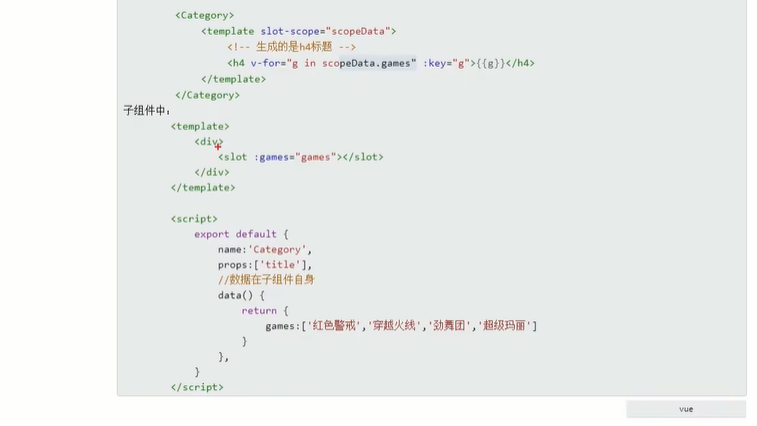 <Category>
<template slot-scope="scopeData">
<!-- 生成的是h4标题 -->
<h4 v-for="g in scopeData.games" :key="g">{{g}}</h4>
</template>
</Category>
子组件中：
<template>
<div>
<slot :games="games"></slot>
</div>
</template>
<script>
export default {
name:'Category',
props:['title'],
//数据在子组件自身
data() {
return {
games:['红色警戒','穿越火线','劲舞团','超级玛丽']
}
},
}
</script>
vue